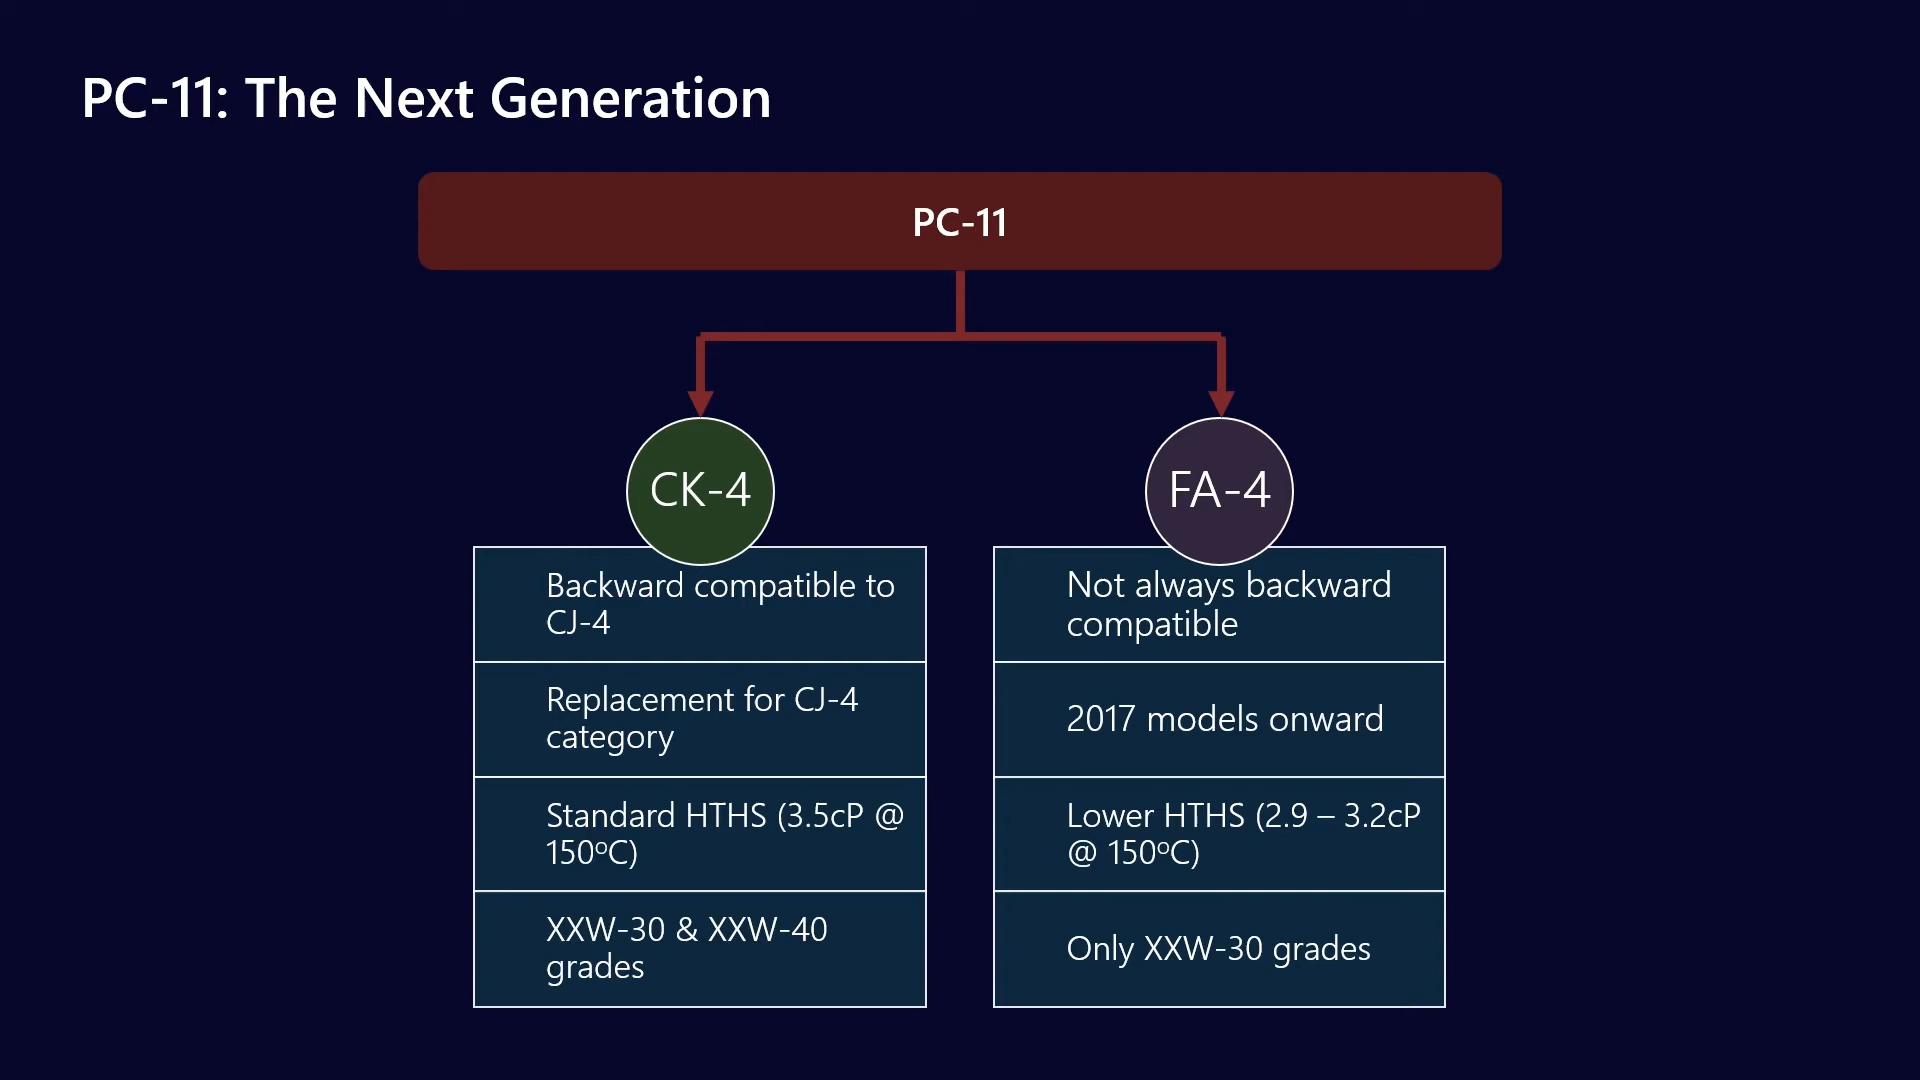 PC-11: The Next Generation
PC-11
CK-4
Backward compatible to
CJ-4
Replacement for CJ-4
category
Standard HTHS (3.5cP @
150ºC)
XXW-30 & XXW-40
grades
FA-4
Not always backward
compatible
2017 models onward
Lower HTHS (2.9 – 3.2cP
@ 150ºC)
Only XXW-30 grades